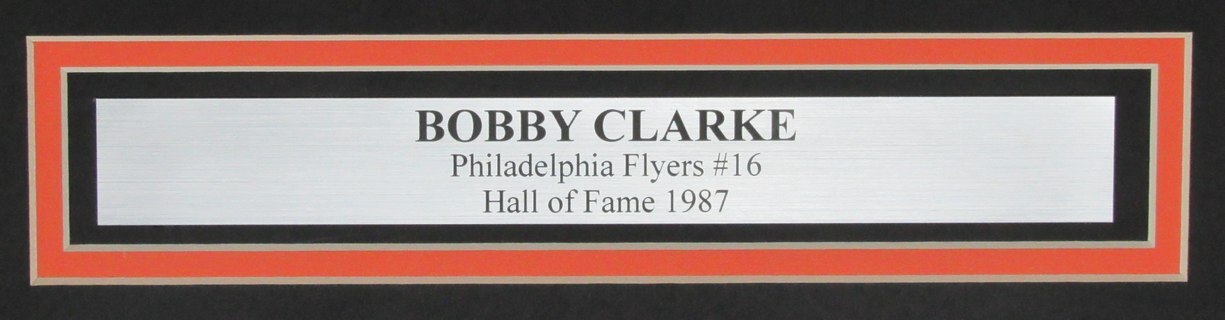 BOBBY CLARKE
Philadelphia Flyers #16
Hall of Fame 1987